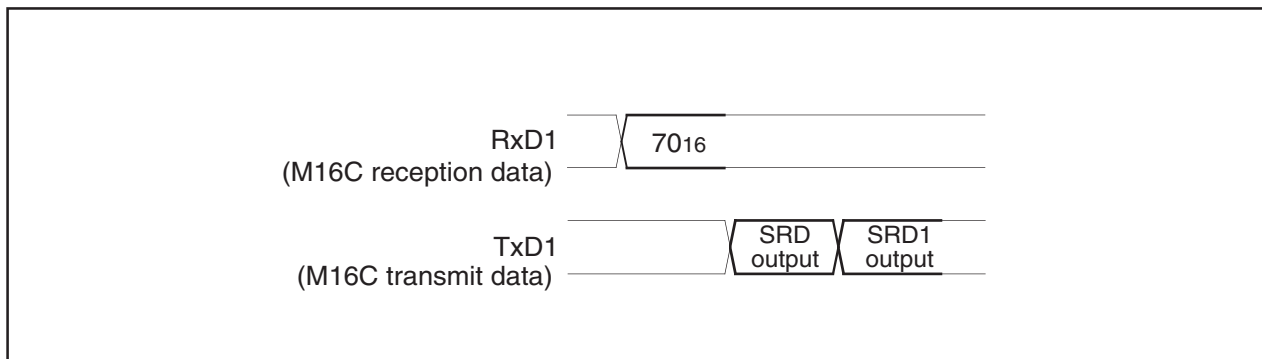 RxD1
(M16C reception data)
7016
TxD1
(M16C transmit data)
SRD
output
SRD1
output